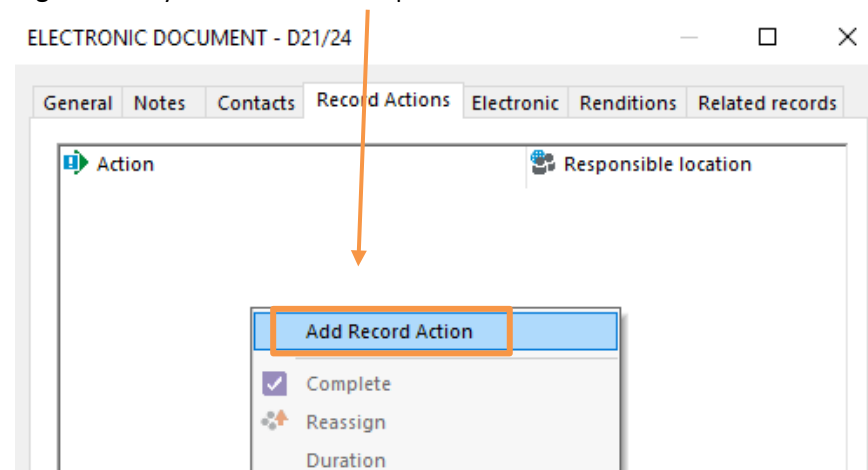 ELECTRONIC DOCUMENT - D21/24
General Notes Contacts Record Actions Electronic Renditions Related records
Action Responsible location
Add Record Action
Complete
Reassign
Duration